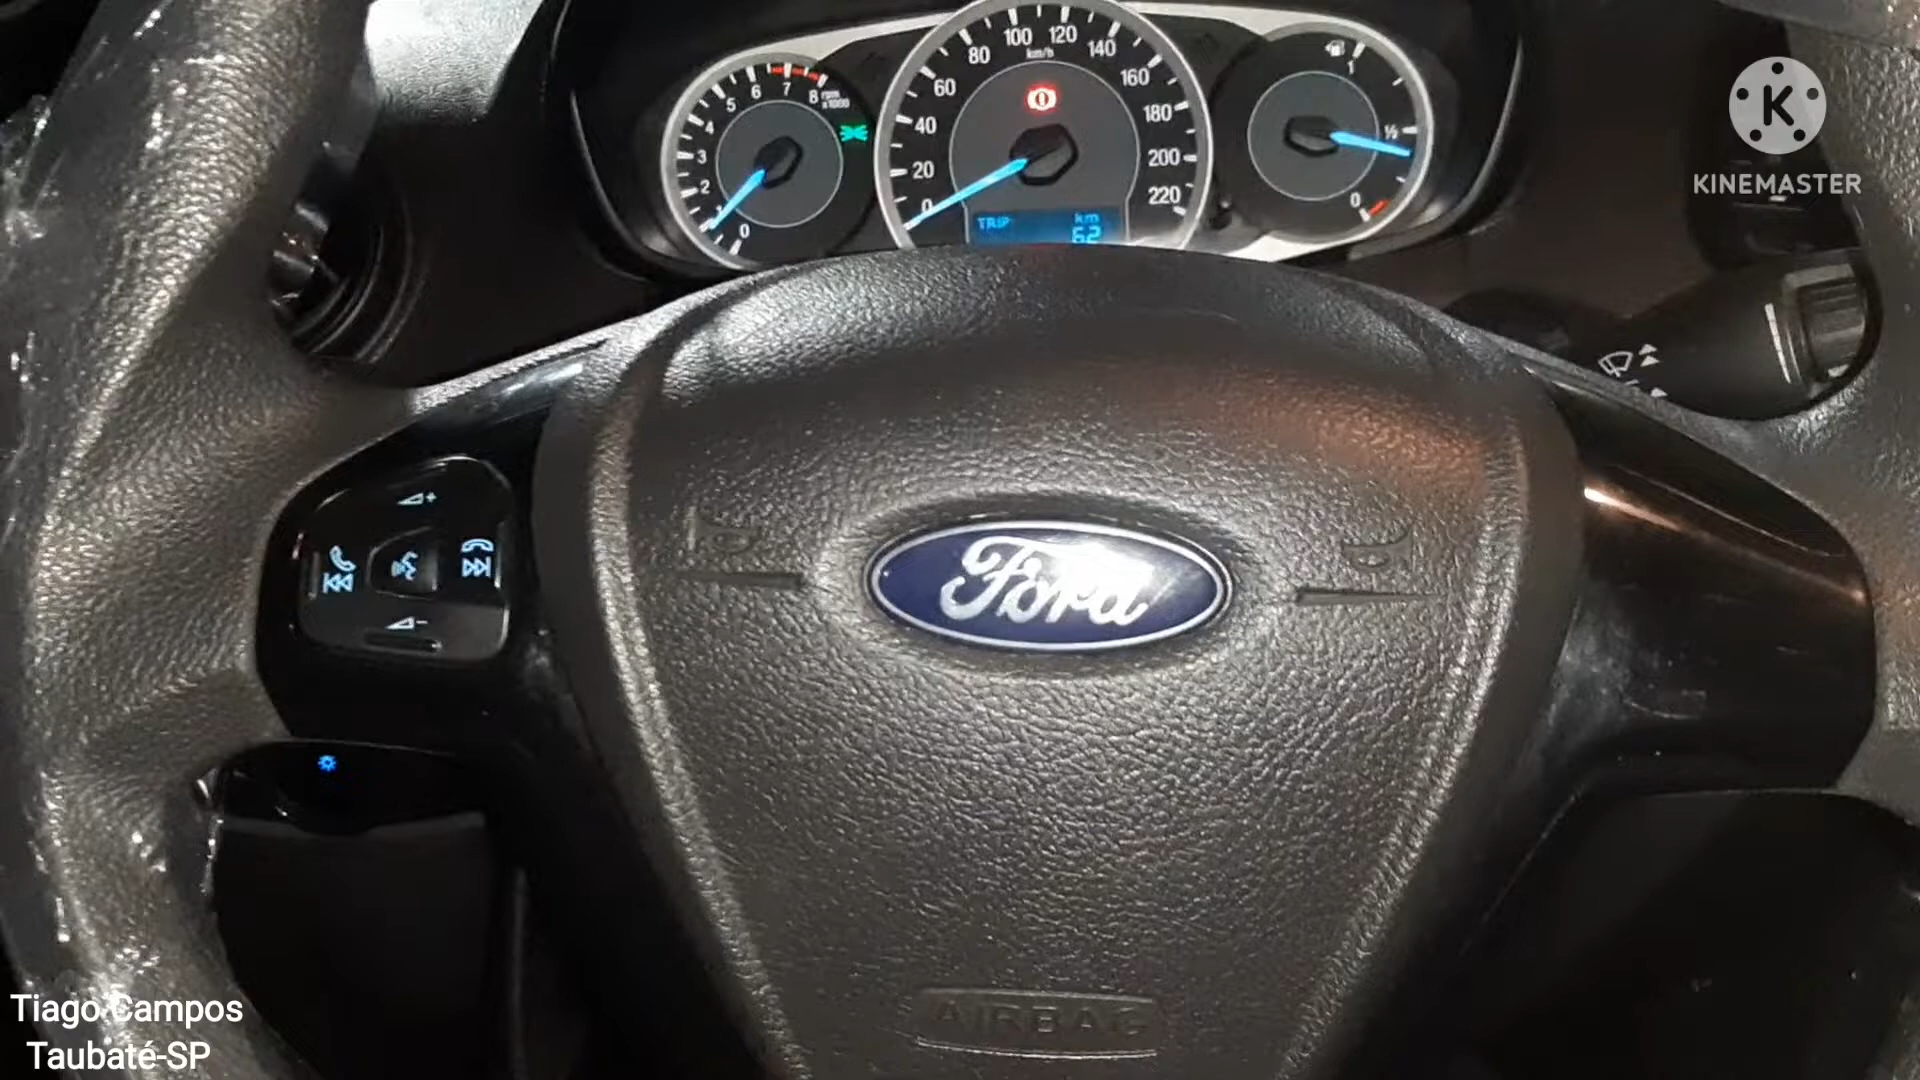 100 120
80 km/h 140
60 160
40 180
20 200
0 220
5 6 7 8 rpm x1000
4
3
2
1
0
1
½
0
TRIP km
62
K
KINEMASTER
+
Ford
-
AIRBAG
Tiago Campos
Taubaté-SP